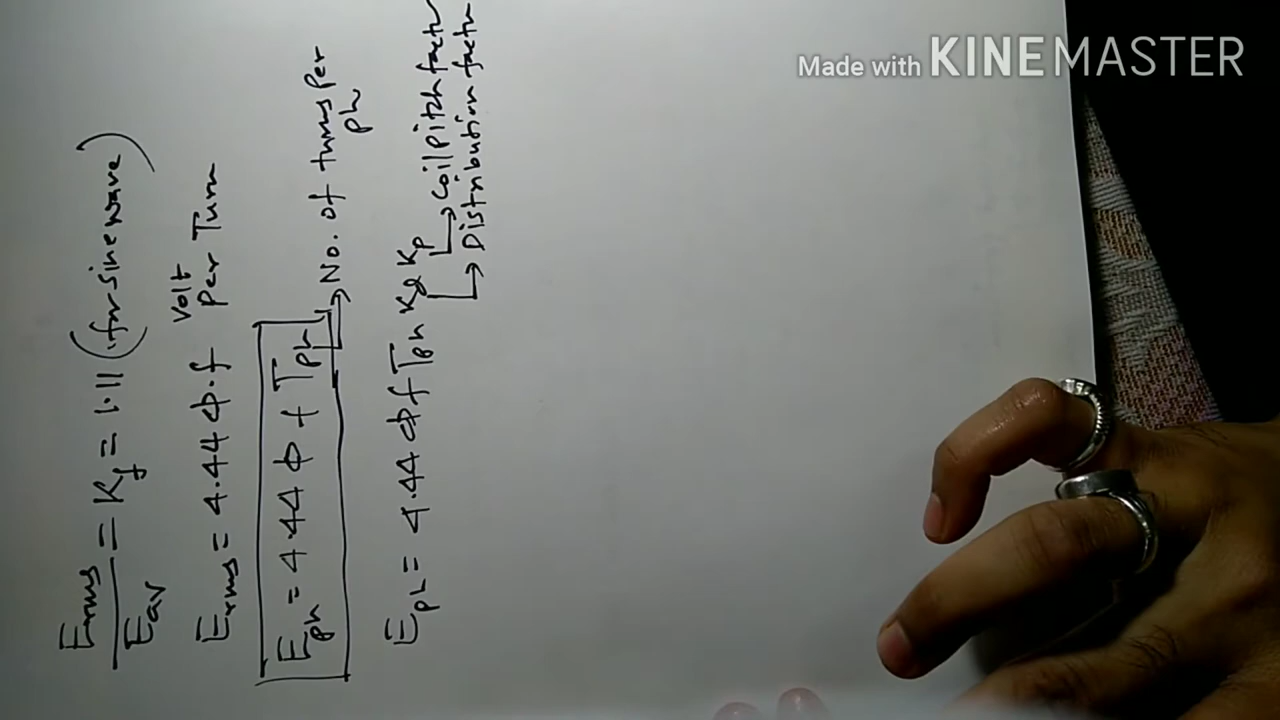 Made with KINEMASTER
Erms/Eav = Kf = 1.11 (for sine wave)
Erms = 4.44 φ.f volt per Turn
Eph = 4.44 φ f Tph → No. of turns per ph
Eph = 4.44 φ f Tph Kd Kp
→ Coil pitch factor
→ Distribution factor